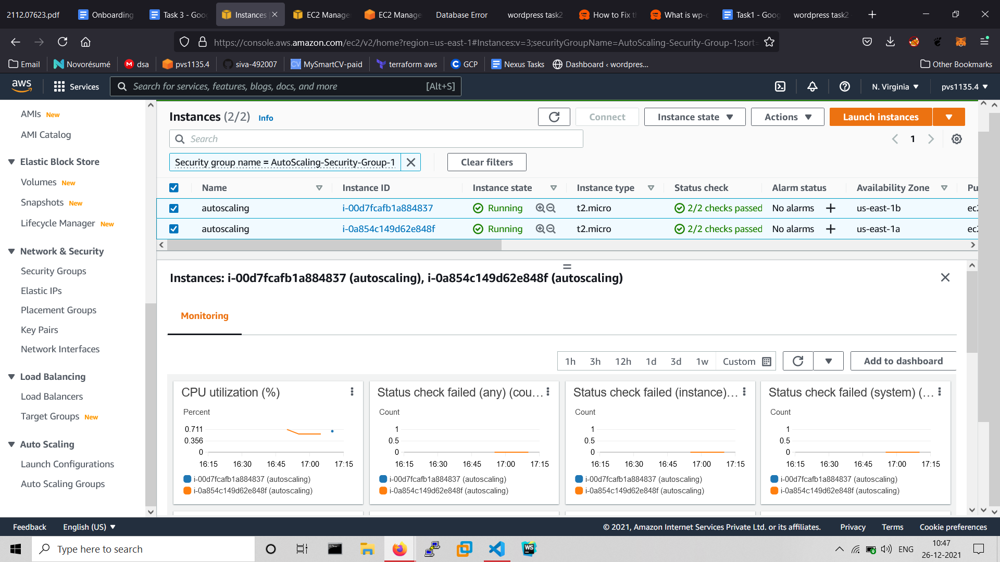 2112.07623.pdf
Onboarding
Task 3 - Goo
Instances
EC2 Manage
EC2 Manage
Database Error
wordpress task2
How to Fix th
What is wp-c
Task1 - Goog
wordpress task2
https://console.aws.amazon.com/ec2/v2/home?region=us-east-1#Instances:v=3;securityGroupName=AutoScaling-Security-Group-1;sort=
Email
Novorésumé
dsa
pvs1135.4
siva-492007
MySmartCV-paid
terraform aws
GCP
Nexus Tasks
Dashboard ‹ wordpres...
Other Bookmarks
aws
Services
Search for services, features, blogs, docs, and more
[Alt+S]
N. Virginia
pvs1135.4
AMIs New
AMI Catalog
Elastic Block Store
Volumes New
Snapshots New
Lifecycle Manager New
Network & Security
Security Groups
Elastic IPs
Placement Groups
Key Pairs
Network Interfaces
Load Balancing
Load Balancers
Target Groups New
Auto Scaling
Launch Configurations
Auto Scaling Groups
Instances (2/2) Info
Connect
Instance state
Actions
Launch instances
Search
1
Security group name = AutoScaling-Security-Group-1
Clear filters
Name Instance ID Instance state Instance type Status check Alarm status Availability Zone Pu
autoscaling i-00d7fcafb1a884837 Running t2.micro 2/2 checks passed No alarms + us-east-1b ec2
autoscaling i-0a854c149d62e848f Running t2.micro 2/2 checks passed No alarms + us-east-1a ec2
Instances: i-00d7fcafb1a884837 (autoscaling), i-0a854c149d62e848f (autoscaling)
Monitoring
1h 3h 12h 1d 3d 1w Custom
Add to dashboard
CPU utilization (%)
Percent
0.711
0.356
0
16:15 16:30 16:45 17:00 17:15
i-00d7fcafb1a884837 (autoscaling)
i-0a854c149d62e848f (autoscaling)
Status check failed (any) (cou...
Count
1
0.5
0
16:15 16:30 16:45 17:00 17:15
i-00d7fcafb1a884837 (autoscaling)
i-0a854c149d62e848f (autoscaling)
Status check failed (instance)...
Count
1
0.5
0
16:15 16:30 16:45 17:00 17:15
i-00d7fcafb1a884837 (autoscaling)
i-0a854c149d62e848f (autoscaling)
Status check failed (system) (...
Count
1
0.5
0
16:15 16:30 16:45 17:00 17:15
i-00d7fcafb1a884837 (autoscaling)
i-0a854c149d62e848f (autoscaling)
Feedback
English (US)
© 2021, Amazon Internet Services Private Ltd. or its affiliates.
Privacy
Terms
Cookie preferences
Type here to search
WS
ENG
10:47
26-12-2021